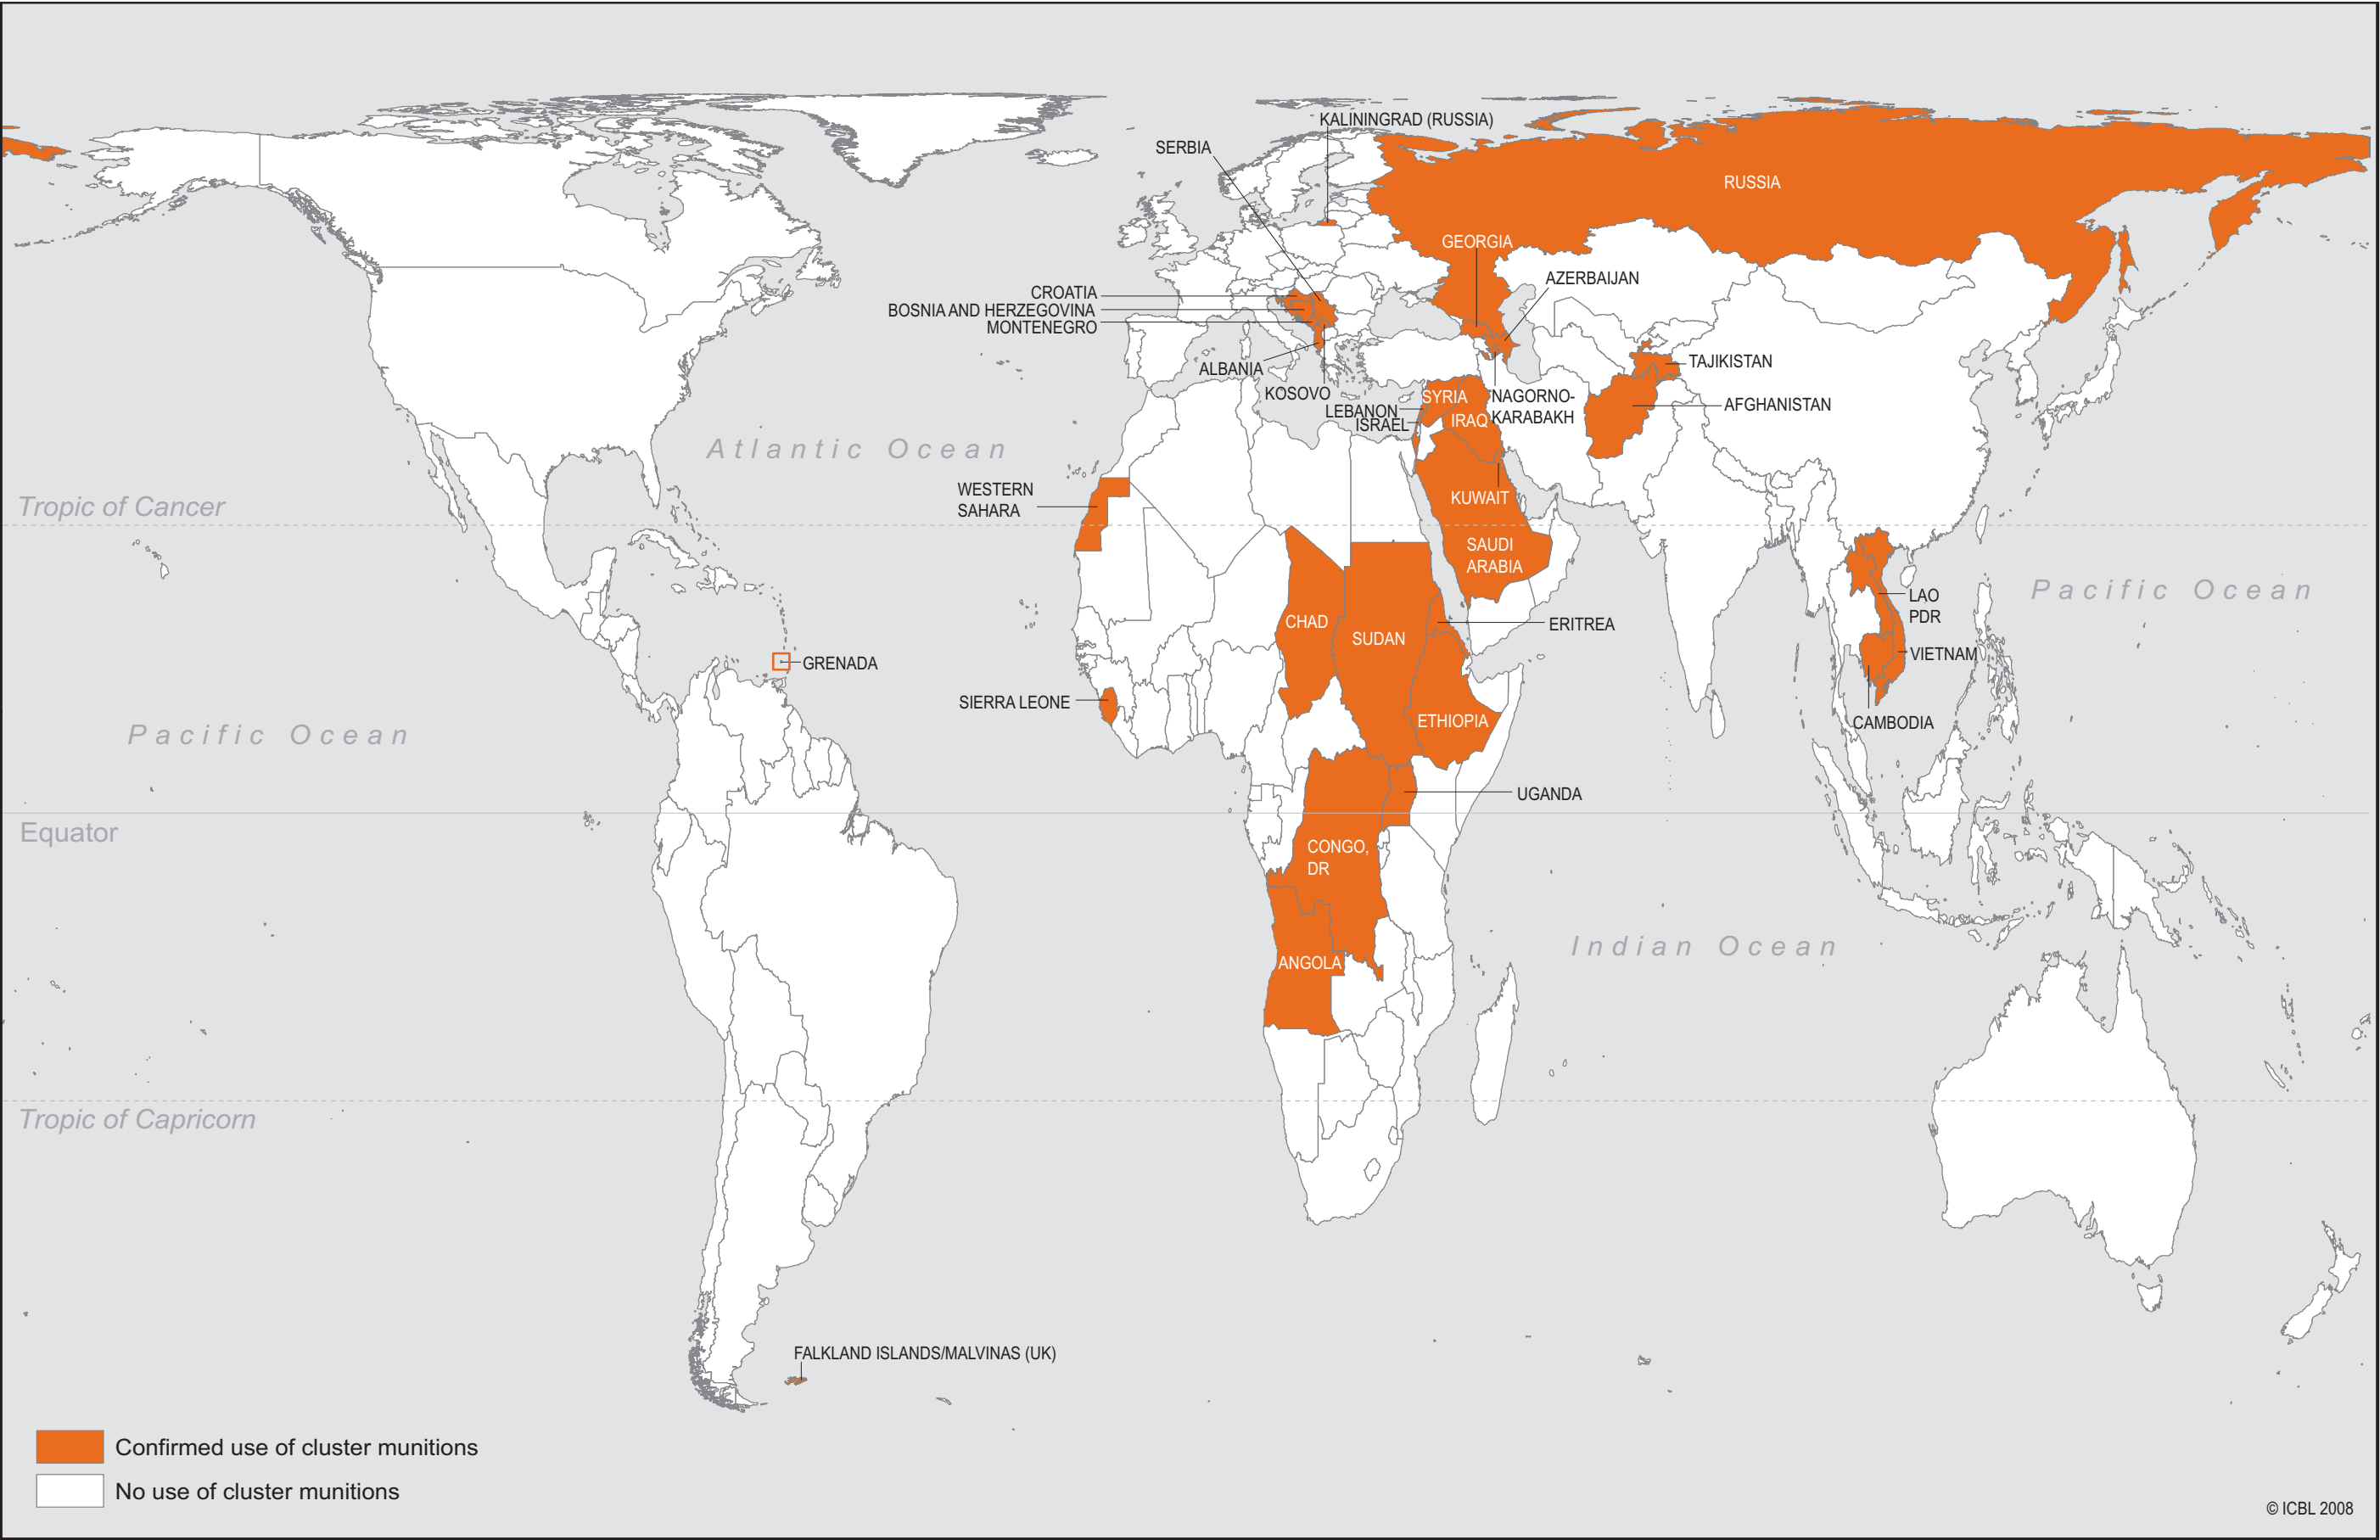 KALININGRAD (RUSSIA)
SERBIA
RUSSIA
GEORGIA
AZERBAIJAN
CROATIA
BOSNIA AND HERZEGOVINA
MONTENEGRO
ALBANIA
KOSOVO
TAJIKISTAN
AFGHANISTAN
SYRIA
LEBANON
ISRAEL
IRAQ
NAGORNO-
KARABAKH
Atlantic Ocean
WESTERN
SAHARA
KUWAIT
Tropic of Cancer
SAUDI
ARABIA
LAO
PDR
Pacific Ocean
CHAD
SUDAN
ERITREA
VIETNAM
GRENADA
SIERRA LEONE
ETHIOPIA
CAMBODIA
Pacific Ocean
UGANDA
Equator
CONGO,
DR
Indian Ocean
ANGOLA
Tropic of Capricorn
FALKLAND ISLANDS/MALVINAS (UK)
Confirmed use of cluster munitions
No use of cluster munitions
© ICBL 2008